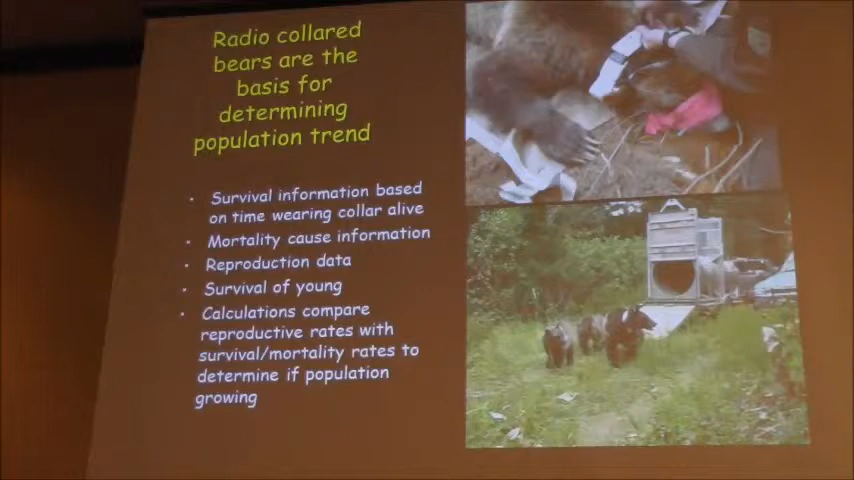 Radio collared
bears are the
basis for
determining
population trend
• Survival information based
on time wearing collar alive
• Mortality cause information
• Reproduction data
• Survival of young
• Calculations compare
reproductive rates with
survival/mortality rates to
determine if population
growing